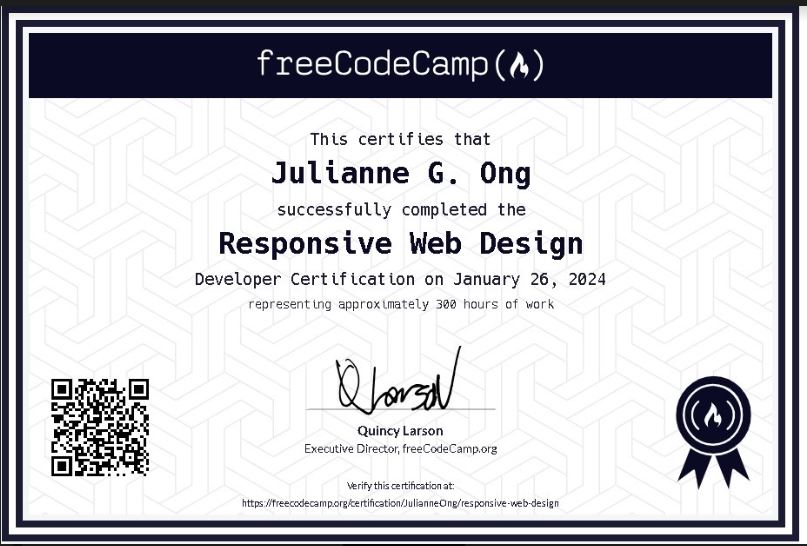 freeCodeCamp
This certifies that
Julianne G. Ong
successfully completed the
Responsive Web Design
Developer Certification on January 26, 2024
representing approximately 300 hours of work
Quincy Larson
Executive Director, freeCodeCamp.org
Verify this certification at:
https://freecodecamp.org/certification/JulianneOng/responsive-web-design